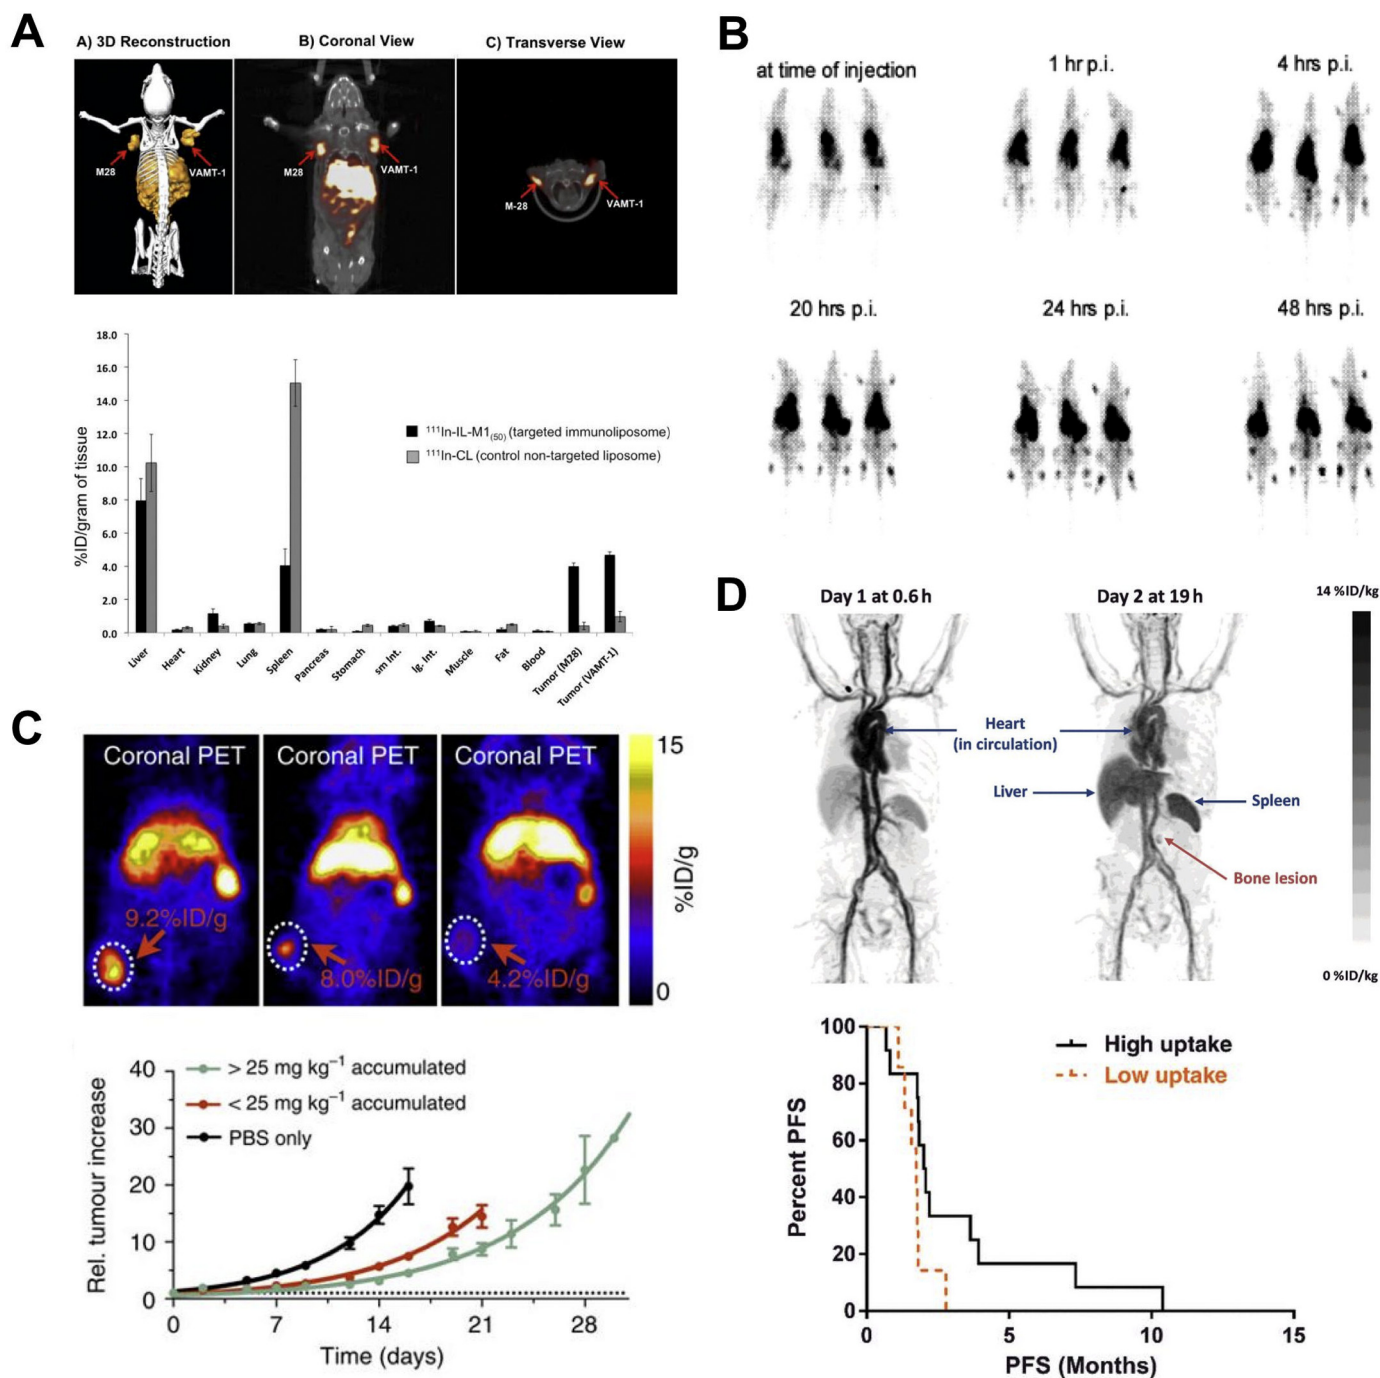 A
A) 3D Reconstruction
B) Coronal View
C) Transverse View
M28
VAMT-1
M28
VAMT-1
M-28
VAMT-1
18.0
16.0
14.0
12.0
10.0
8.0
6.0
4.0
2.0
0.0
%ID/gram of tissue
¹¹¹In-IL-M1₍₅₀₎ (targeted immunoliposome)
¹¹¹In-CL (control non-targeted liposome)
Liver
Heart
Kidney
Lung
Spleen
Pancreas
Stomach
sm Int.
lg. Int.
Muscle
Fat
Blood
Tumor (M28)
Tumor (VAMT-1)
B
at time of injection
1 hr p.i.
4 hrs p.i.
20 hrs p.i.
24 hrs p.i.
48 hrs p.i.
C
Coronal PET
Coronal PET
Coronal PET
9.2%ID/g
8.0%ID/g
4.2%ID/g
15
0
%ID/g
40
30
20
10
0
Rel. tumour increase
> 25 mg kg⁻¹ accumulated
< 25 mg kg⁻¹ accumulated
PBS only
0
7
14
21
28
Time (days)
D
Day 1 at 0.6 h
Day 2 at 19 h
14 %ID/kg
Heart
(in circulation)
Liver
Spleen
Bone lesion
0 %ID/kg
100
80
60
40
20
0
Percent PFS
High uptake
Low uptake
0
5
10
15
PFS (Months)